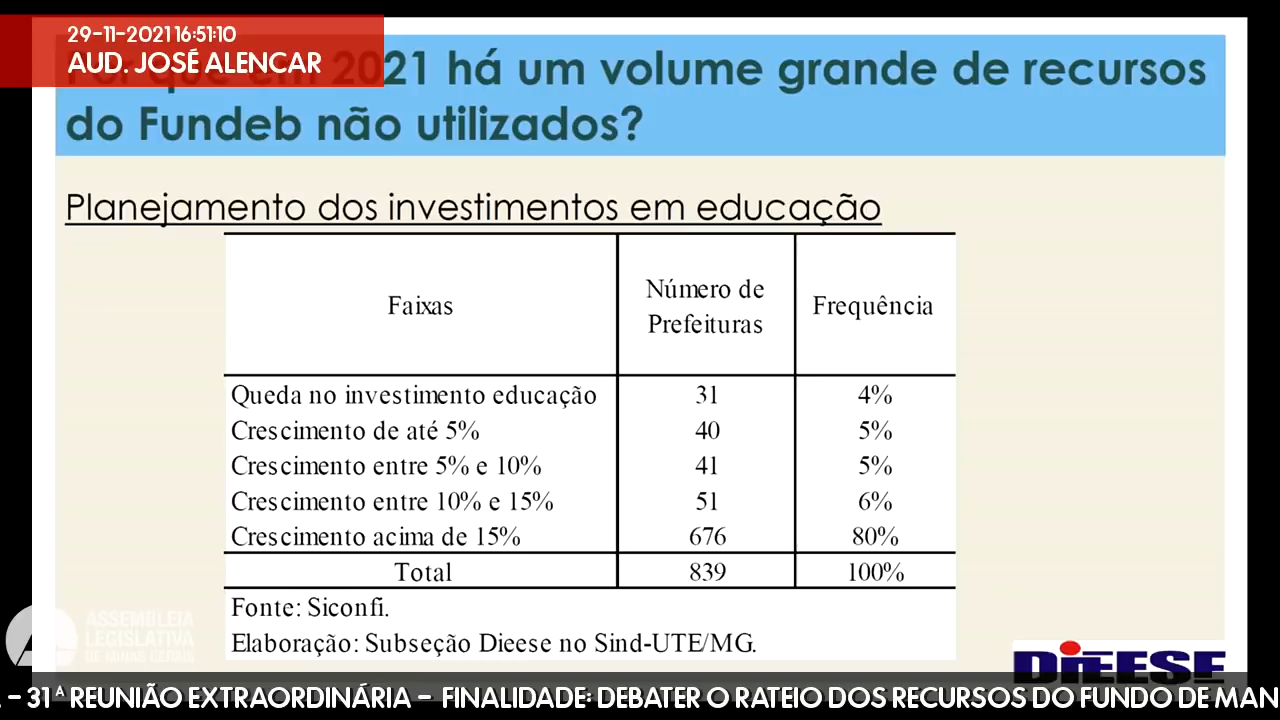 29-11-2021 16:51:10
AUD. JOSÉ ALENCAR
2021 há um volume grande de recursos
do Fundeb não utilizados?
Planejamento dos investimentos em educação
Faixas Número de Prefeituras Frequência
Queda no investimento educação 31 4%
Crescimento de até 5% 40 5%
Crescimento entre 5% e 10% 41 5%
Crescimento entre 10% e 15% 51 6%
Crescimento acima de 15% 676 80%
Total 839 100%
Fonte: Siconfi.
Elaboração: Subseção Dieese no Sind-UTE/MG.
ASSEMBLEIA
LEGISLATIVA
DE MINAS GERAIS
DIEESE
- 31ª REUNIÃO EXTRAORDINÁRIA - FINALIDADE: DEBATER O RATEIO DOS RECURSOS DO FUNDO DE MAN